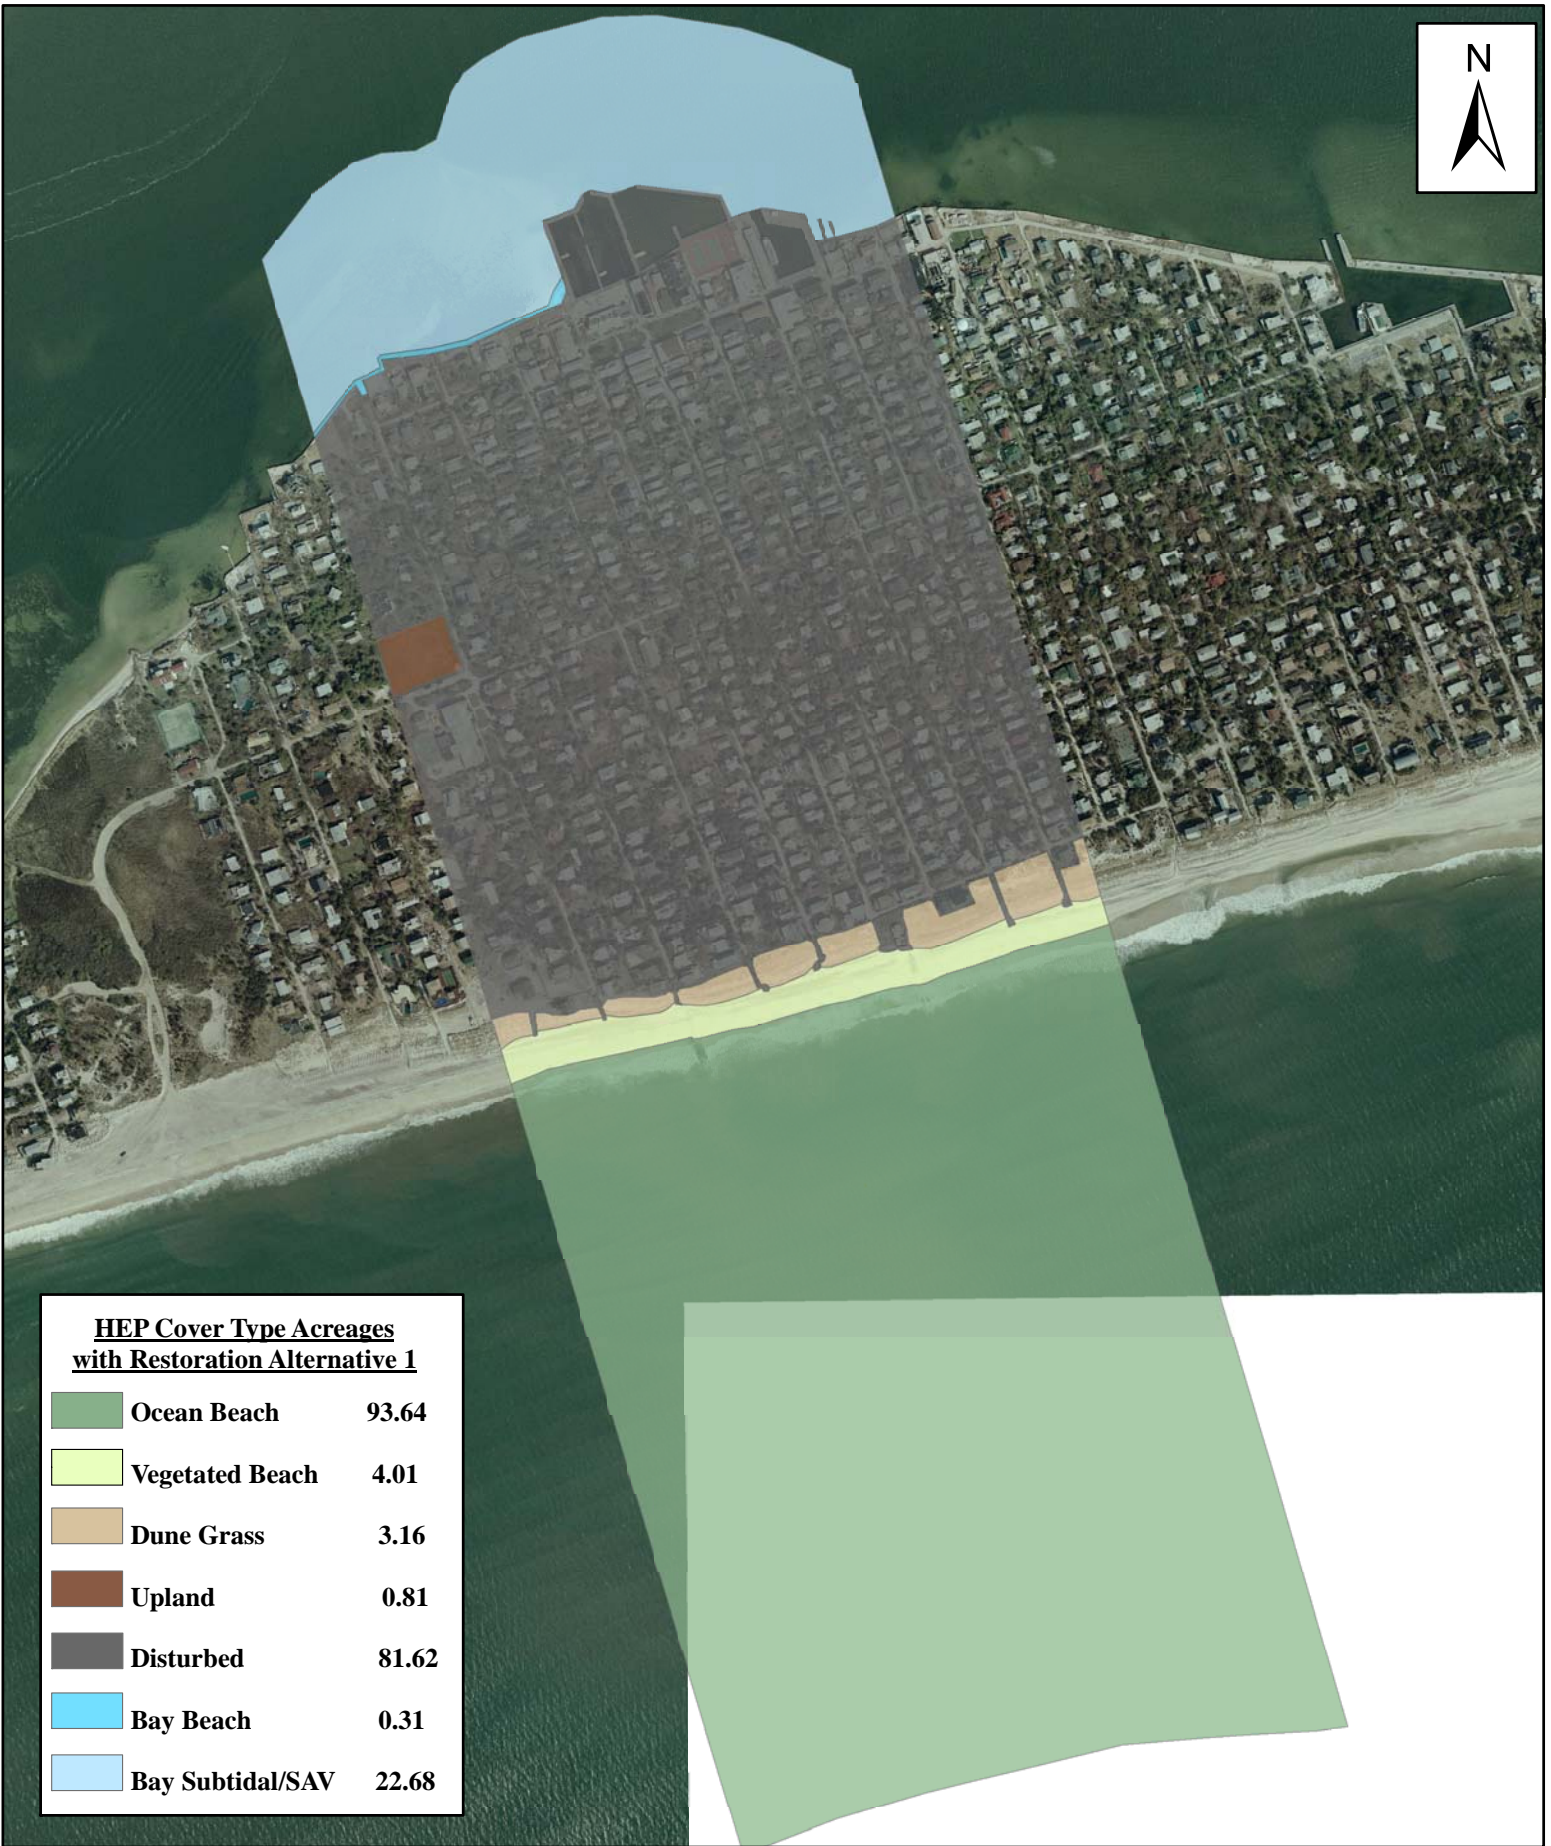 N
HEP Cover Type Acreages
with Restoration Alternative 1
Ocean Beach 93.64
Vegetated Beach 4.01
Dune Grass 3.16
Upland 0.81
Disturbed 81.62
Bay Beach 0.31
Bay Subtidal/SAV 22.68